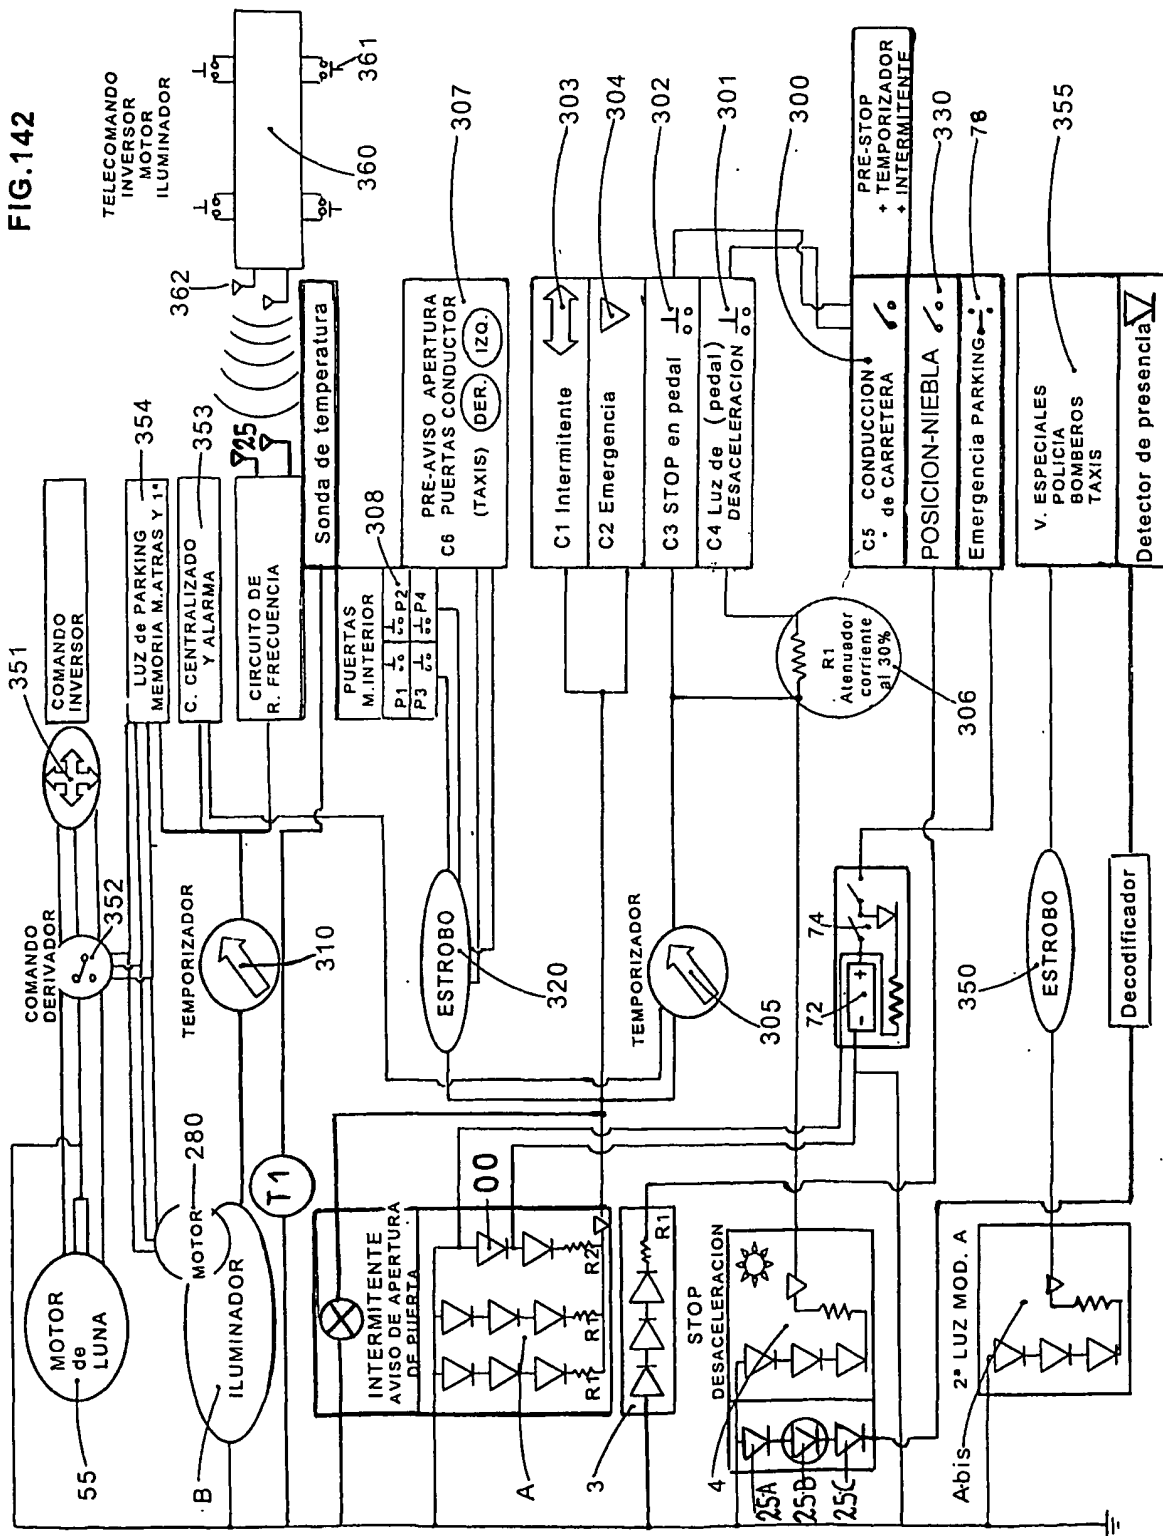 FIG.142
TELECOMANDO
INVERSOR
MOTOR
ILUMINADOR
361
360
362
COMANDO
INVERSOR
351
352
COMANDO
DERIVADOR
MOTOR
de
LUNA
55
LUZ de PARKING
MEMORIA M.ATRAS Y 1ª
354
C. CENTRALIZADO
Y ALARMA
353
CIRCUITO DE
R. FRECUENCIA
25
Sonda de temperatura
TEMPORIZADOR
310
MOTOR
280
ILUMINADOR
B
T1
PUERTAS
M.INTERIOR
P1
P2
P3
P4
308
PRE-AVISO APERTURA
PUERTAS CONDUCTOR
C6
(TAXIS)
DER.
IZQ.
307
ESTROBO
320
C1 Intermitente
303
C2 Emergencia
304
C3 STOP en pedal
302
C4 Luz de (pedal)
DESACELERACION
301
TEMPORIZADOR
305
INTERMITENTE
AVISO DE APERTURA
DE PUERTA
00
R1
R1
R2
A
R1
Atenuador
corriente
al 30%
306
300
PRE-STOP
+ TEMPORIZADOR
+ INTERMITENTE
C5 CONDUCCION
• de CARRETERA
POSICION-NIEBLA
330
Emergencia PARKING
78
74
72
+
-
R1
3
STOP
DESACELERACION
4
25A
25B
25C
V. ESPECIALES
POLICIA
BOMBEROS
TAXIS
355
ESTROBO
350
Detector de presencia
Decodificador
2ª LUZ MOD. A
Abis